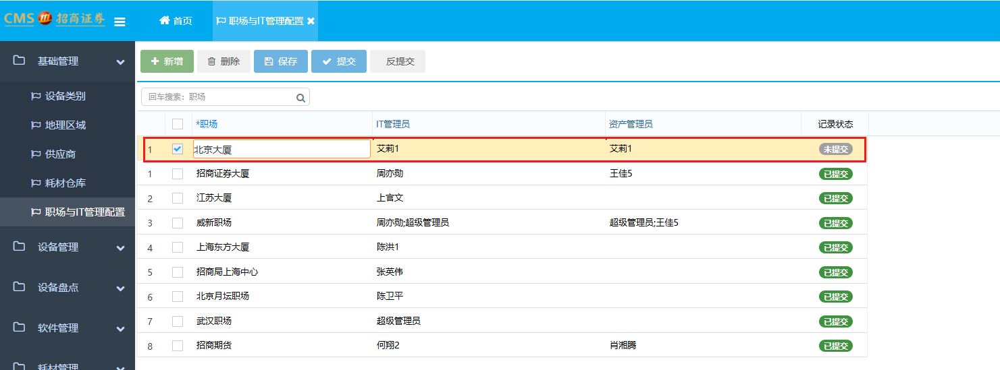 CMS 招商证券
首页
职场与IT管理配置
基础管理
设备类别
地理区域
供应商
耗材仓库
职场与IT管理配置
设备管理
设备盘点
软件管理
耗材管理
新增 删除 保存 提交 反提交
回车搜索：职场
*职场 IT管理员 资产管理员 记录状态
1 北京大厦 艾莉1 艾莉1 未提交
1 招商证券大厦 周亦勋 王佳5 已提交
2 江苏大厦 上官文 已提交
3 威新职场 周亦勋;超级管理员 超级管理员;王佳5 已提交
4 上海东方大厦 陈洪1 已提交
5 招商局上海中心 张英伟 已提交
6 北京月坛职场 陈卫平 已提交
7 武汉职场 超级管理员 已提交
8 招商期货 何翔2 肖湘腾 已提交